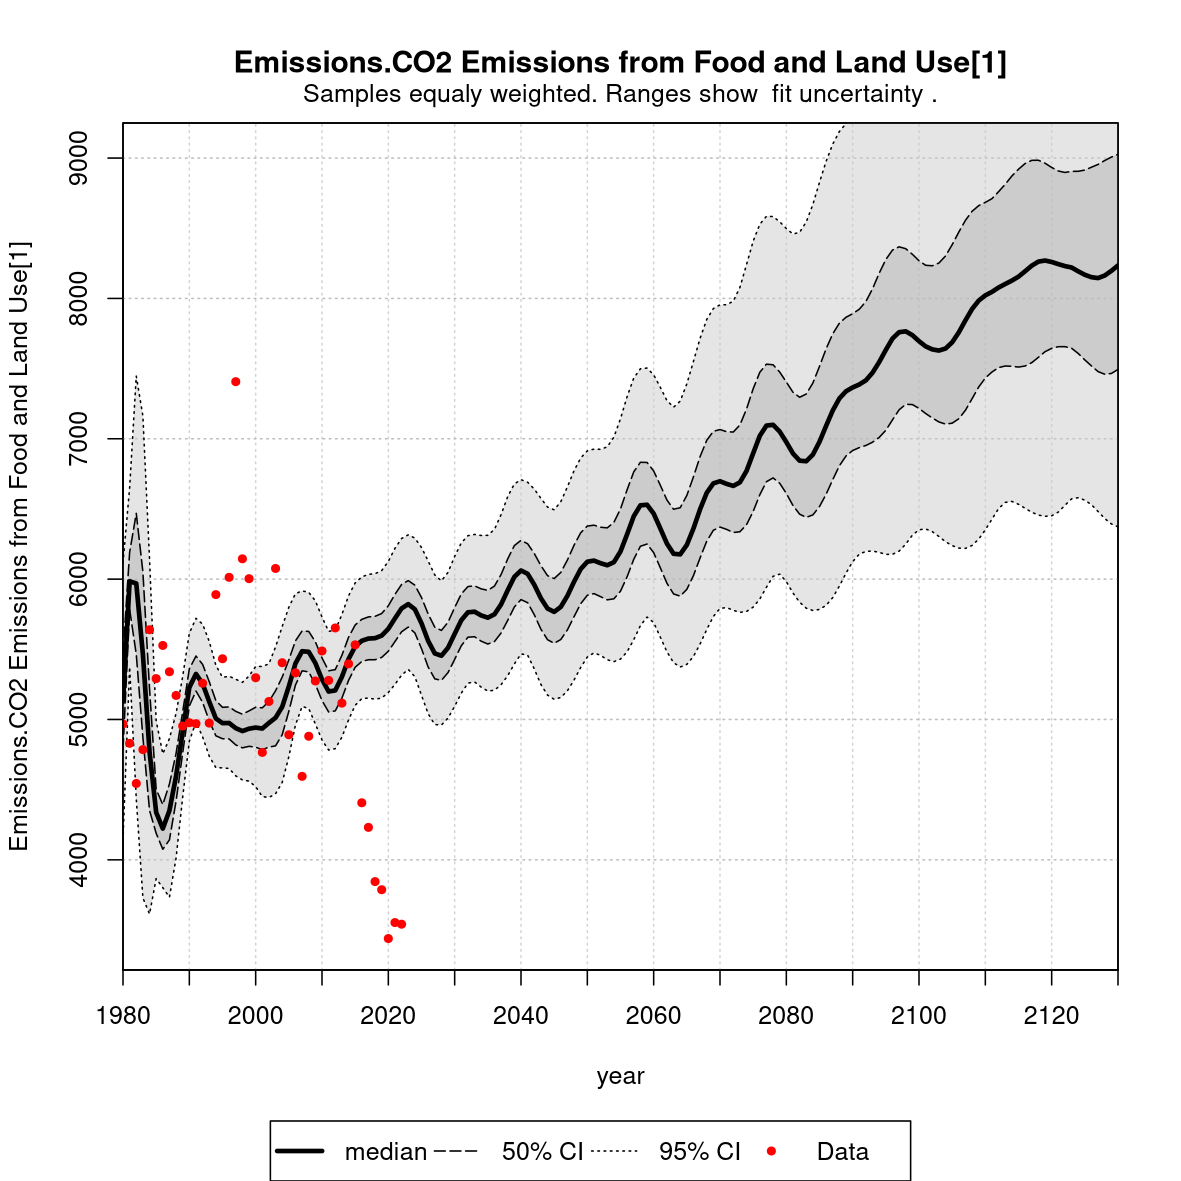 Emissions.CO2 Emissions from Food and Land Use[1]
Samples equaly weighted. Ranges show  fit uncertainty .
Emissions.CO2 Emissions from Food and Land Use[1]
9000
8000
7000
6000
5000
4000
1980 2000 2020 2040 2060 2080 2100 2120
year
median 50% CI 95% CI Data